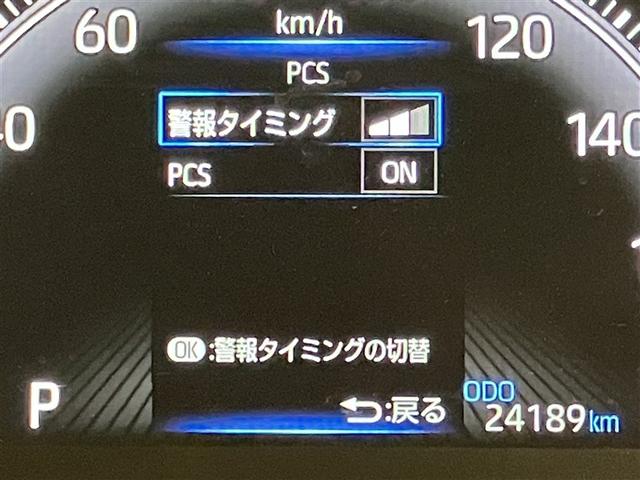 60 km/h 120
PCS
警報タイミング
40 140
PCS ON
OK:警報タイミングの切替
:戻る
P ODO
24189km